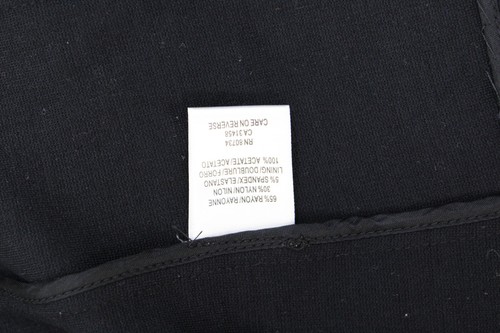 65% RAYON/RAYONNE
30% NYLON/NILON
5% SPANDEX/ELASTANO
LINING/DOUBLURE/FORRO
100% ACETATE/ACETATO
RN 60734
CA 31458
CARE ON REVERSE